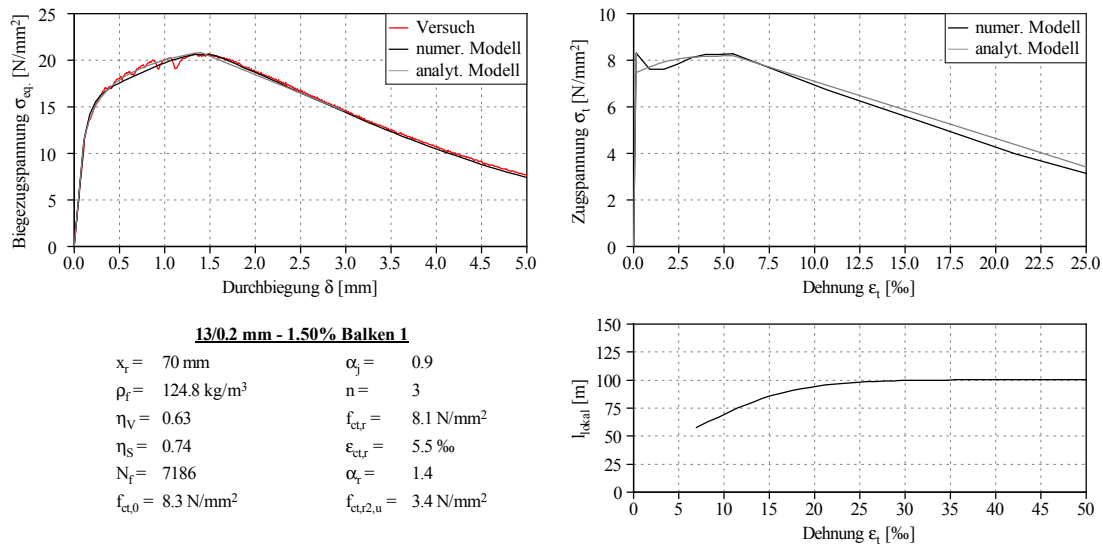 Biegezugspannung σeq. [N/mm²]
25
20
15
10
5
0
Versuch
numer. Modell
analyt. Modell
0.0 0.5 1.0 1.5 2.0 2.5 3.0 3.5 4.0 4.5 5.0
Durchbiegung δ [mm]
Zugspannung σt [N/mm²]
10
8
6
4
2
0
numer. Modell
analyt. Modell
0.0 2.5 5.0 7.5 10.0 12.5 15.0 17.5 20.0 22.5 25.0
Dehnung εt [‰]
13/0.2 mm - 1.50% Balken 1
xr = 70 mm αj = 0.9
ρf = 124.8 kg/m³ n = 3
ηV = 0.63 fct,r = 8.1 N/mm²
ηS = 0.74 εct,r = 5.5 ‰
Nf = 7186 αr = 1.4
fct,0 = 8.3 N/mm² fct,r2,u = 3.4 N/mm²
llokal [m]
150
125
100
75
50
25
0
0 5 10 15 20 25 30 35 40 45 50
Dehnung εt [‰]